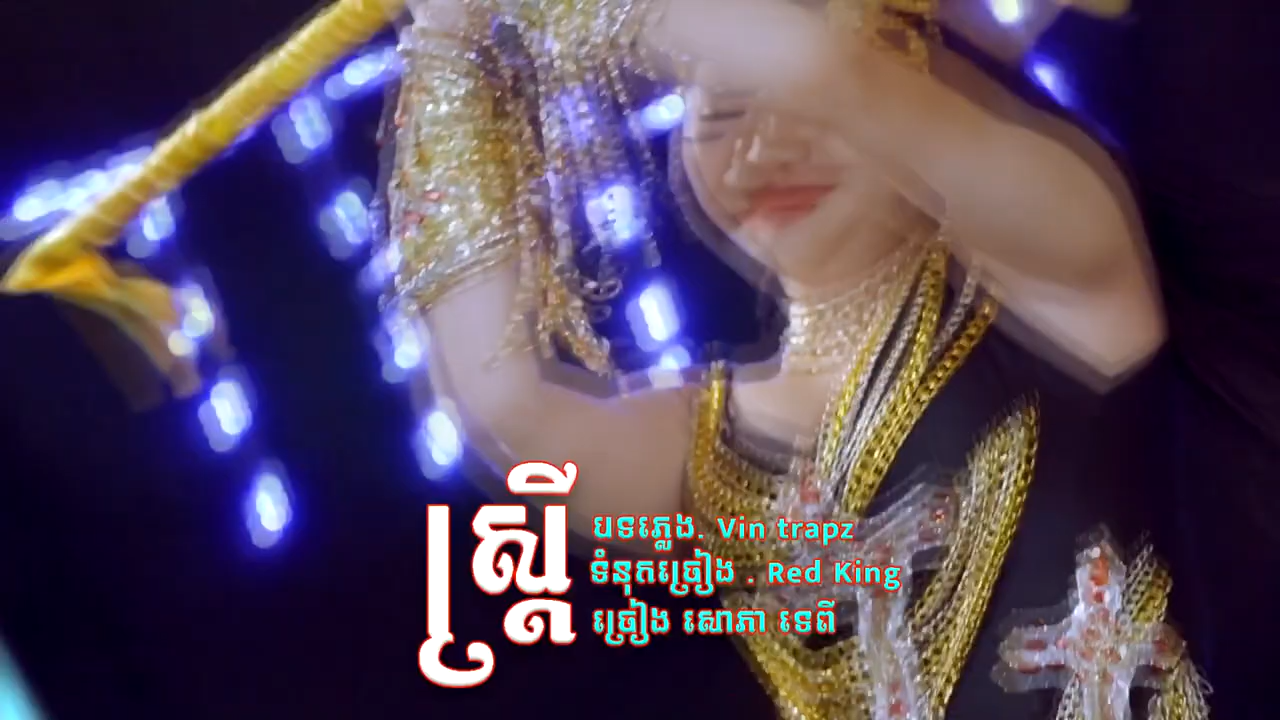 ស្ត្រី
បទភ្លេង. Vin trapz
ទំនុកច្រៀង . Red King
ច្រៀង សោភា ទេពី